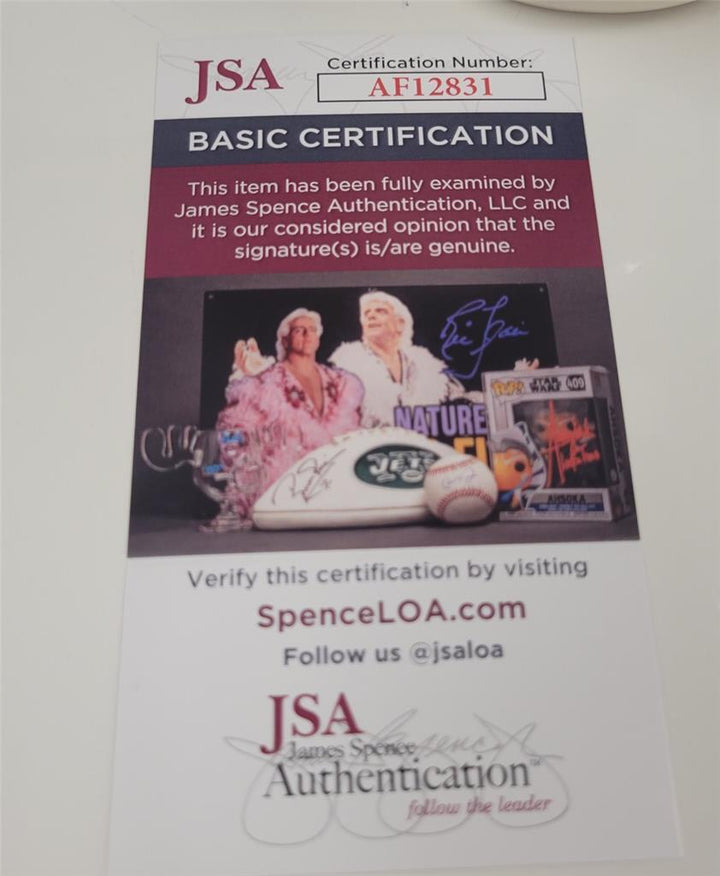 JSA
Certification Number:
AF12831
BASIC CERTIFICATION
This item has been fully examined by
James Spence Authentication, LLC and
it is our considered opinion that the
signature(s) is/are genuine.
NATURE
JETS
POP!
STAR
WARS
409
AHSOKA
Verify this certification by visiting
SpenceLOA.com
Follow us @jsaloa
JSA
James Spence
Authentication™
follow the leader